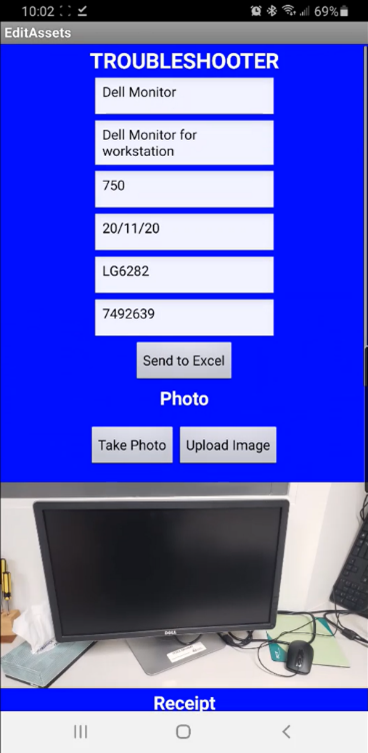 10:02
69%
EditAssets
TROUBLESHOOTER
Dell Monitor
Dell Monitor for
workstation
750
20/11/20
LG6282
7492639
Send to Excel
Photo
Take Photo
Upload Image
DELL
Receipt